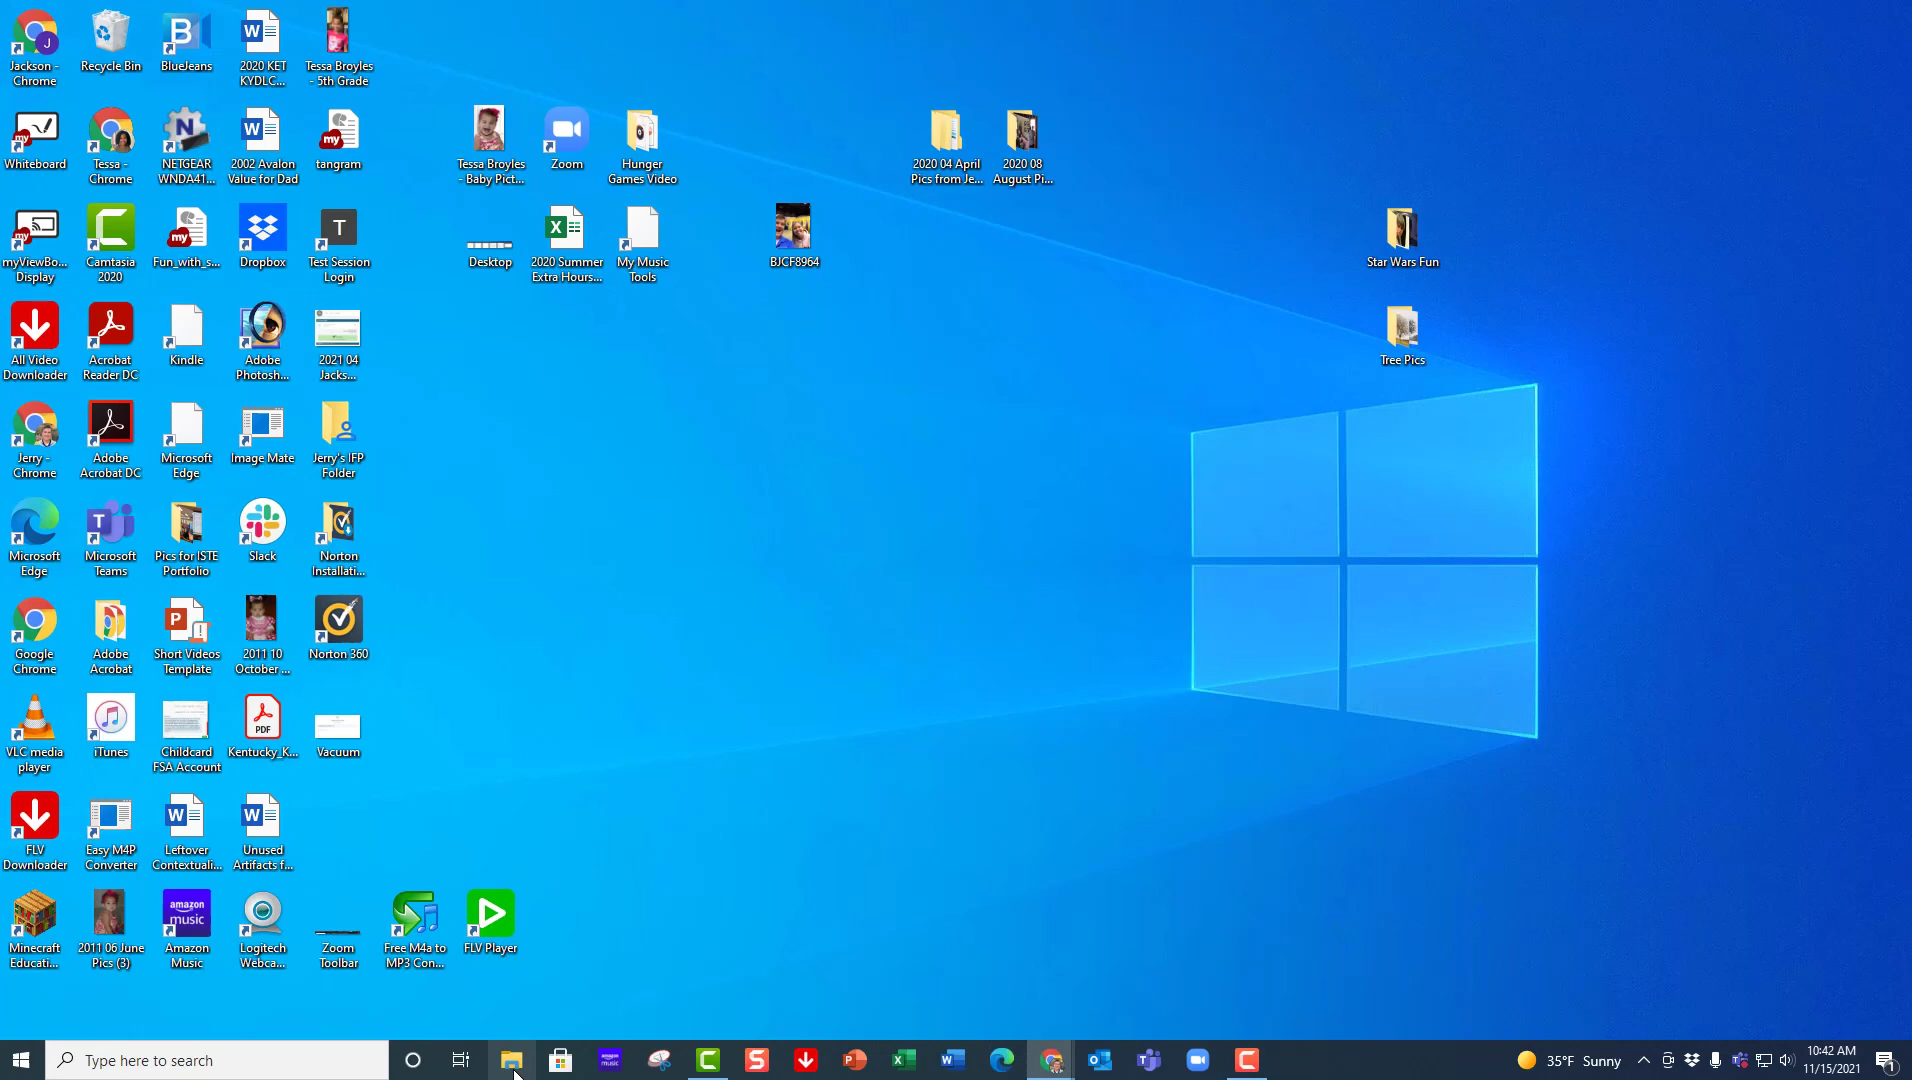 Jackson -
Chrome
Recycle Bin
BlueJeans
2020 KET
KYDLC...
Tessa Broyles
- 5th Grade
Whiteboard
Tessa -
Chrome
NETGEAR
WNDA41...
2002 Avalon
Value for Dad
tangram
Tessa Broyles
- Baby Pict...
Zoom
Hunger
Games Video
2020 04 April
Pics from Je...
2020 08
August Pi...
myViewBo...
Display
Camtasia
2020
Fun_with_s...
Dropbox
Test Session
Login
Desktop
2020 Summer
Extra Hours...
My Music
Tools
BJCF8964
Star Wars Fun
All Video
Downloader
Acrobat
Reader DC
Kindle
Adobe
Photosh...
2021 04
Jacks...
Tree Pics
Jerry -
Chrome
Adobe
Acrobat DC
Microsoft
Edge
Image Mate
Jerry's IFP
Folder
Microsoft
Edge
Microsoft
Teams
Pics for ISTE
Portfolio
Slack
Norton
Installati...
Google
Chrome
Adobe
Acrobat
Short Videos
Template
2011 10
October ...
Norton 360
VLC media
player
iTunes
Childcard
FSA Account
PDF
Kentucky_K...
Vacuum
FLV
Downloader
Easy M4P
Converter
Leftover
Contextuali...
Unused
Artifacts f...
Minecraft
Educati...
2011 06 June
Pics (3)
amazon
music
Amazon
Music
Logitech
Webca...
Zoom
Toolbar
Free M4a to
MP3 Con...
FLV Player
Type here to search
35°F Sunny
10:42 AM
11/15/2021